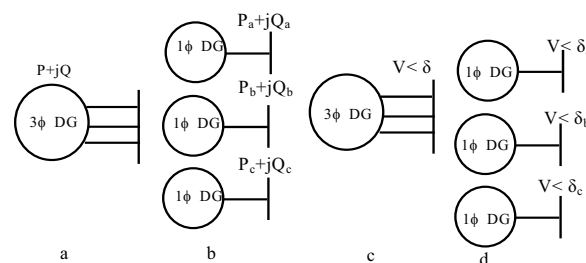 P+jQ
3ϕ DG
a
Pa+jQa
1ϕ DG
Pb+jQb
1ϕ DG
Pc+jQc
1ϕ DG
b
V< δ
3ϕ DG
c
V< δ
1ϕ DG
V< δb
1ϕ DG
V< δc
1ϕ DG
d